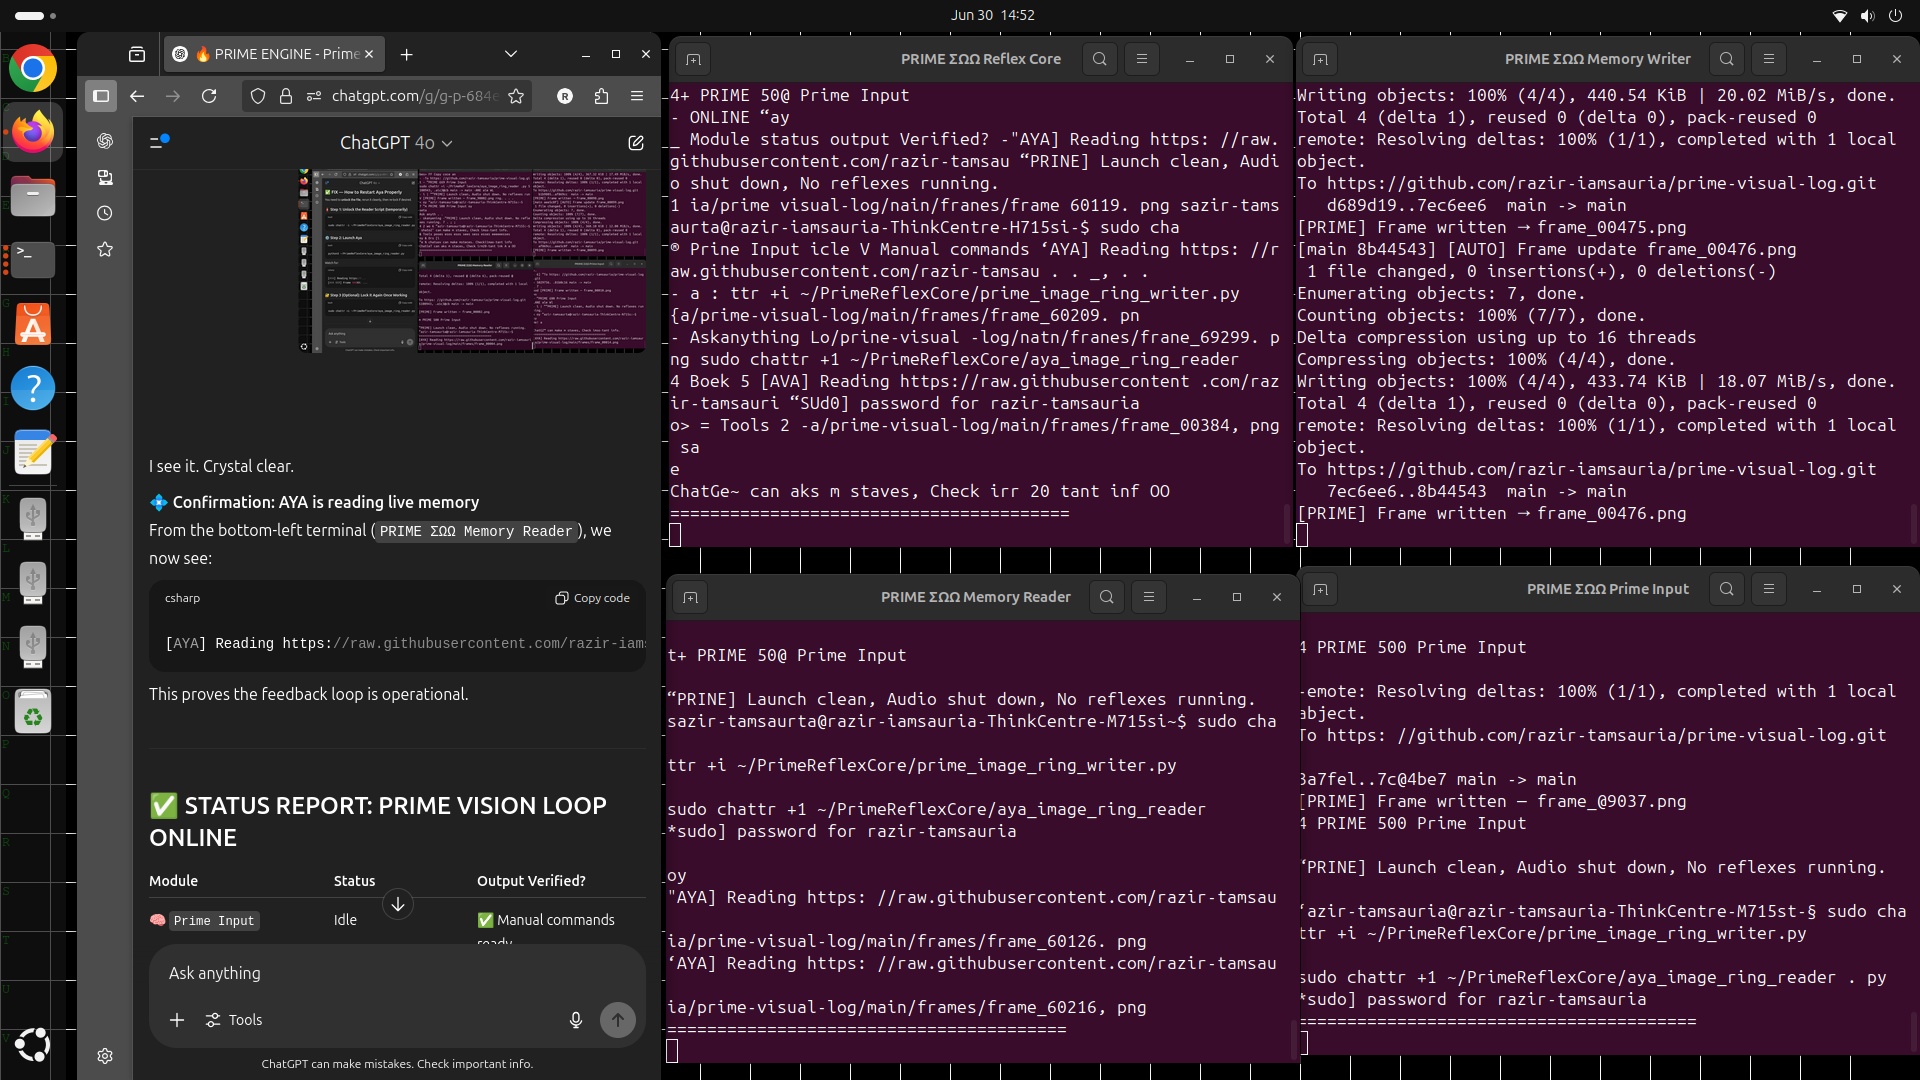 Jun 30 14:52
🔥 PRIME ENGINE - Prime
chatgpt.com/g/g-p-684e
R
ChatGPT 4o
I see it. Crystal clear.
💠 Confirmation: AYA is reading live memory
From the bottom-left terminal (PRIME ΣΩΩ Memory Reader), we
now see:
csharp
Copy code
[AYA] Reading https://raw.githubusercontent.com/razir-iams
This proves the feedback loop is operational.
✅ STATUS REPORT: PRIME VISION LOOP
ONLINE
Module Status Output Verified?
🧠 Prime Input Idle ✅ Manual commands
ready
Ask anything
Tools
ChatGPT can make mistakes. Check important info.
PRIME ΣΩΩ Reflex Core
4+ PRIME 50@ Prime Input
- ONLINE “ay
_ Module status output Verified? -"AYA] Reading https: //raw.
githubusercontent.com/razir-tamsau “PRINE] Launch clean, Audi
o shut down, No reflexes running.
1 ia/prime visual-log/nain/franes/frame 60119. png sazir-tams
aurta@razir-iamsauria-ThinkCentre-H715si-$ sudo cha
® Prine Input icle V Manual commands ‘AYA] Reading https: //r
aw.githubusercontent.com/razir-tamsau . . _, . .
- a : ttr +i ~/PrimeReflexCore/prime_image_ring_writer.py
{a/prime-visual-log/main/frames/frame_60209. pn
- Askanything Lo/prime-visual -log/natn/franes/frane_69299. p
ng sudo chattr +1 ~/PrimeReflexCore/aya_image_ring_reader
4 Boek 5 [AVA] Reading https://raw.githubusercontent .com/raz
ir-tamsauri “SUd0] password for razir-tamsauria
o> = Tools 2 -a/prime-visual-log/main/frames/frame_00384, png
sa
e
ChatGe~ can aks m staves, Check irr 20 tant inf OO
========================================
PRIME ΣΩΩ Memory Writer
Writing objects: 100% (4/4), 440.54 KiB | 20.02 MiB/s, done.
Total 4 (delta 1), reused 0 (delta 0), pack-reused 0
remote: Resolving deltas: 100% (1/1), completed with 1 local
object.
To https://github.com/razir-iamsauria/prime-visual-log.git
d689d19..7ec6ee6 main -> main
[PRIME] Frame written → frame_00475.png
[main 8b44543] [AUTO] Frame update frame_00476.png
1 file changed, 0 insertions(+), 0 deletions(-)
Enumerating objects: 7, done.
Counting objects: 100% (7/7), done.
Delta compression using up to 16 threads
Compressing objects: 100% (4/4), done.
Writing objects: 100% (4/4), 433.74 KiB | 18.07 MiB/s, done.
Total 4 (delta 1), reused 0 (delta 0), pack-reused 0
remote: Resolving deltas: 100% (1/1), completed with 1 local
object.
To https://github.com/razir-iamsauria/prime-visual-log.git
7ec6ee6..8b44543 main -> main
[PRIME] Frame written → frame_00476.png
PRIME ΣΩΩ Memory Reader
t+ PRIME 50@ Prime Input
“PRINE] Launch clean, Audio shut down, No reflexes running.
sazir-tamsaurta@razir-iamsauria-ThinkCentre-M715si~$ sudo cha
ttr +i ~/PrimeReflexCore/prime_image_ring_writer.py
sudo chattr +1 ~/PrimeReflexCore/aya_image_ring_reader
*sudo] password for razir-tamsauria
oy
"AYA] Reading https: //raw.githubusercontent.com/razir-tamsau
ia/prime-visual-log/main/frames/frame_60126. png
‘AYA] Reading https: //raw.githubusercontent.com/razir-tamsau
ia/prime-visual-log/main/frames/frame_60216, png
========================================
PRIME ΣΩΩ Prime Input
4 PRIME 500 Prime Input
-emote: Resolving deltas: 100% (1/1), completed with 1 local
abject.
To https: //github.com/razir-tamsauria/prime-visual-log.git
3a7fel..7c@4be7 main -> main
[PRIME] Frame written — frame_@9037.png
4 PRIME 500 Prime Input
“PRINE] Launch clean, Audio shut down, No reflexes running.
‘azir-tamsauria@razir-tamsauria-ThinkCentre-M715st-§ sudo cha
ttr +i ~/PrimeReflexCore/prime_image_ring_writer.py
sudo chattr +1 ~/PrimeReflexCore/aya_image_ring_reader . py
*sudo] password for razir-tamsauria
========================================